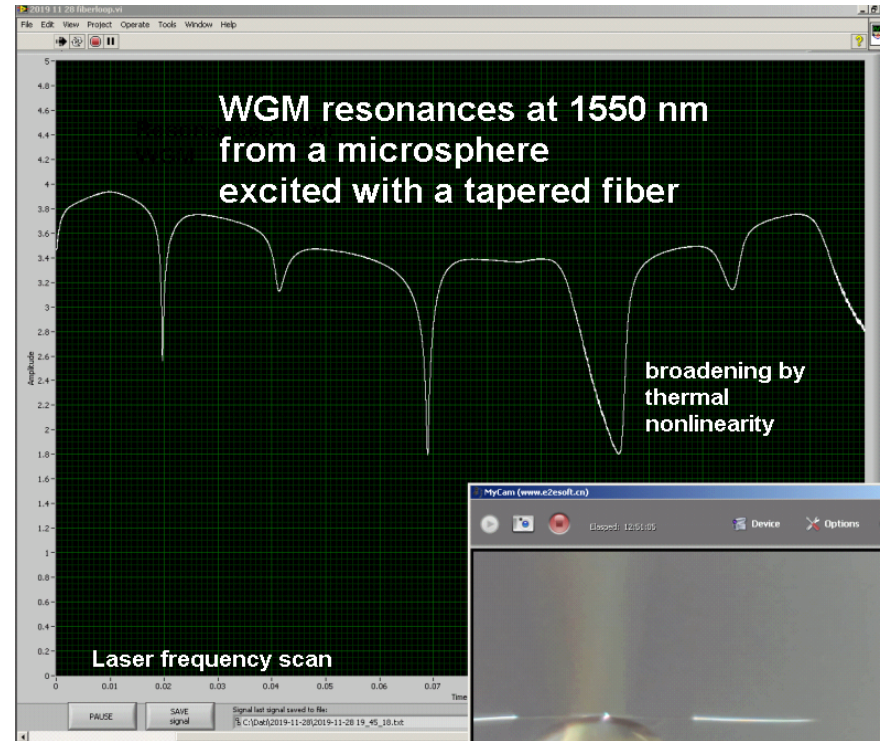 2019 11 28 fiberloop.vi
File Edit View Project Operate Tools Window Help
WGM resonances at 1550 nm
from a microsphere
excited with a tapered fiber
5-
4.8-
4.6-
4.4-
4.2-
4-
3.8-
3.6-
3.4-
3.2-
3-
2.8-
2.6-
2.4-
2.2-
2-
1.8-
1.6-
1.4-
1.2-
1-
0.8-
0.6-
0.4-
0.2-
0-
Amplitude
broadening by
thermal
nonlinearity
Laser frequency scan
0 0.01 0.02 0.03 0.04 0.05 0.06 0.07
Time
PAUSE
SAVE
signal
Signal last signal saved to file:
C:\Dati\2019-11-28\2019-11-28 19_45_18.txt
MyCam (www.e2esoft.cn)
Elasped: 12:51:05
Device
Options